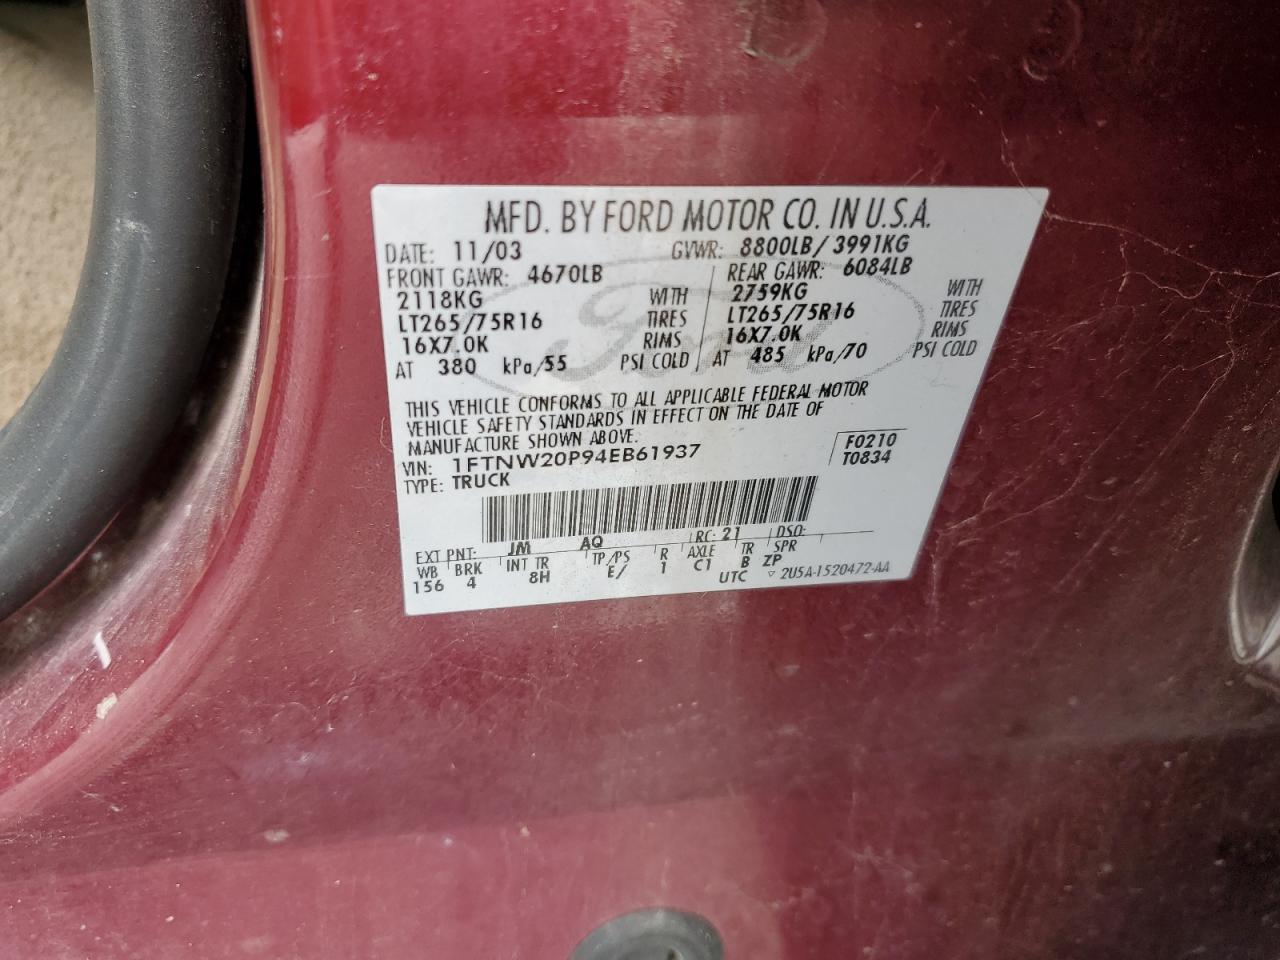 MFD. BY FORD MOTOR CO. IN U.S.A.
DATE: 11/03 GVWR: 8800LB/ 3991KG
FRONT GAWR: 4670LB REAR GAWR: 6084LB
2118KG WITH 2759KG WITH
LT265/75R16 TIRES LT265/75R16 TIRES
16X7.0K RIMS 16X7.0K RIMS
AT 380 kPa/55 PSI COLD AT 485 kPa/70 PSI COLD
Ford
THIS VEHICLE CONFORMS TO ALL APPLICABLE FEDERAL MOTOR
VEHICLE SAFETY STANDARDS IN EFFECT ON THE DATE OF
MANUFACTURE SHOWN ABOVE.
VIN: 1FTNW20P94EB61937 F0210
TYPE: TRUCK T0834
EXT PNT: JM AQ RC: 21 DSO:
WB BRK INT TR TP/PS R AXLE TR SPR
156 4 8H E/ 1 C1 B ZP
UTC ▽ 2U5A-1520472-AA